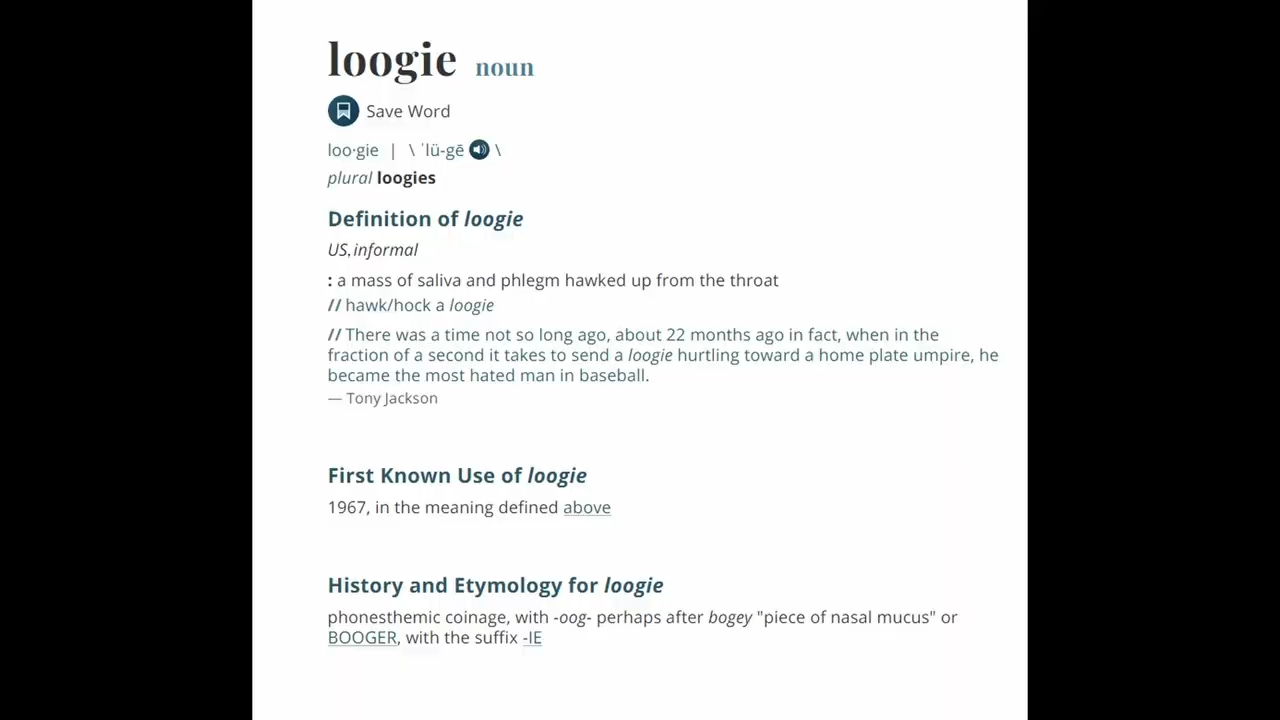 loogie noun
Save Word
loo·gie | \ ˈlü-gē \
plural loogies
Definition of loogie
US, informal
: a mass of saliva and phlegm hawked up from the throat
// hawk/hock a loogie
// There was a time not so long ago, about 22 months ago in fact, when in the
fraction of a second it takes to send a loogie hurtling toward a home plate umpire, he
became the most hated man in baseball.
— Tony Jackson
First Known Use of loogie
1967, in the meaning defined above
History and Etymology for loogie
phonesthemic coinage, with -oog- perhaps after bogey "piece of nasal mucus" or
BOOGER, with the suffix -IE